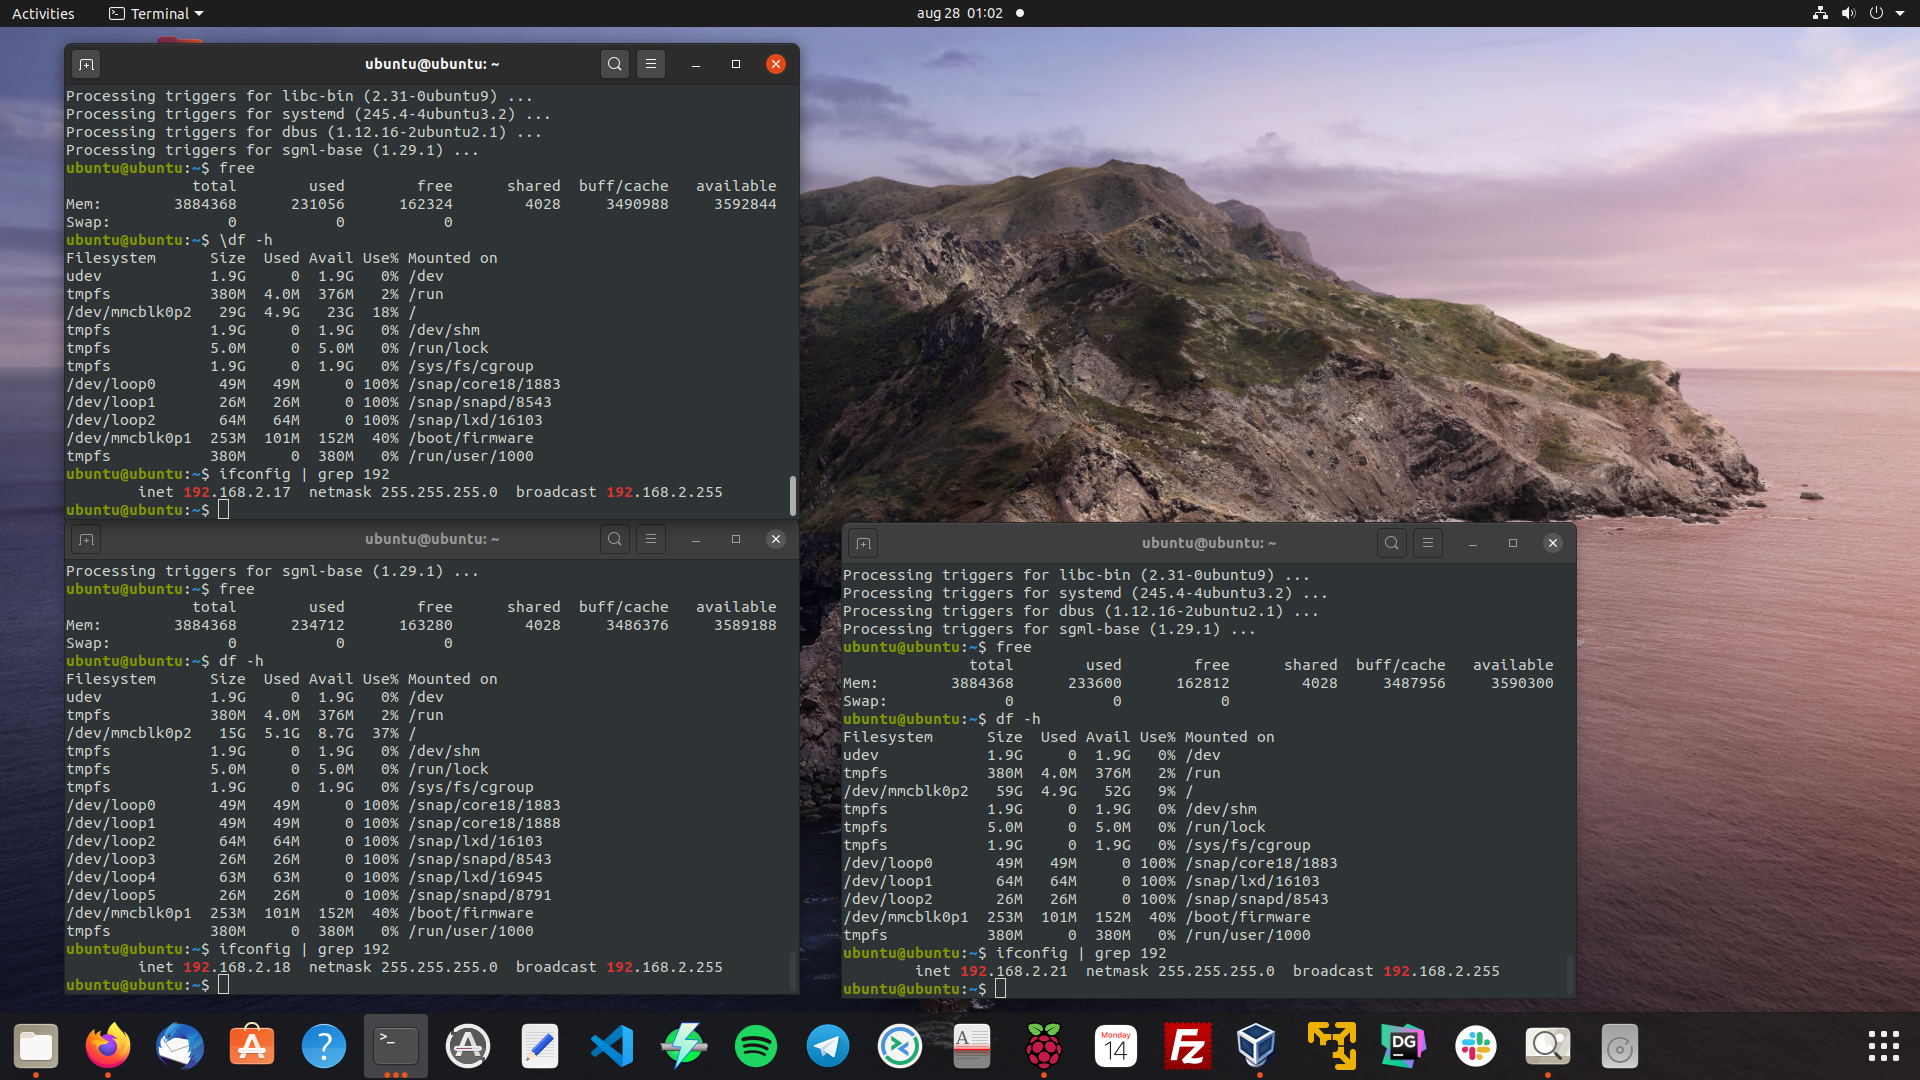 Activities
Terminal
aug 28 01:02
ubuntu@ubuntu: ~
Processing triggers for libc-bin (2.31-0ubuntu9) ...
Processing triggers for systemd (245.4-4ubuntu3.2) ...
Processing triggers for dbus (1.12.16-2ubuntu2.1) ...
Processing triggers for sgml-base (1.29.1) ...
ubuntu@ubuntu:~$ free
total used free shared buff/cache available
Mem: 3884368 231056 162324 4028 3490988 3592844
Swap: 0 0 0
ubuntu@ubuntu:~$ \df -h
Filesystem Size Used Avail Use% Mounted on
udev 1.9G 0 1.9G 0% /dev
tmpfs 380M 4.0M 376M 2% /run
/dev/mmcblk0p2 29G 4.9G 23G 18% /
tmpfs 1.9G 0 1.9G 0% /dev/shm
tmpfs 5.0M 0 5.0M 0% /run/lock
tmpfs 1.9G 0 1.9G 0% /sys/fs/cgroup
/dev/loop0 49M 49M 0 100% /snap/core18/1883
/dev/loop1 26M 26M 0 100% /snap/snapd/8543
/dev/loop2 64M 64M 0 100% /snap/lxd/16103
/dev/mmcblk0p1 253M 101M 152M 40% /boot/firmware
tmpfs 380M 0 380M 0% /run/user/1000
ubuntu@ubuntu:~$ ifconfig | grep 192
inet 192.168.2.17 netmask 255.255.255.0 broadcast 192.168.2.255
ubuntu@ubuntu:~$
ubuntu@ubuntu: ~
Processing triggers for sgml-base (1.29.1) ...
ubuntu@ubuntu:~$ free
total used free shared buff/cache available
Mem: 3884368 234712 163280 4028 3486376 3589188
Swap: 0 0 0
ubuntu@ubuntu:~$ df -h
Filesystem Size Used Avail Use% Mounted on
udev 1.9G 0 1.9G 0% /dev
tmpfs 380M 4.0M 376M 2% /run
/dev/mmcblk0p2 15G 5.1G 8.7G 37% /
tmpfs 1.9G 0 1.9G 0% /dev/shm
tmpfs 5.0M 0 5.0M 0% /run/lock
tmpfs 1.9G 0 1.9G 0% /sys/fs/cgroup
/dev/loop0 49M 49M 0 100% /snap/core18/1883
/dev/loop1 49M 49M 0 100% /snap/core18/1888
/dev/loop2 64M 64M 0 100% /snap/lxd/16103
/dev/loop3 26M 26M 0 100% /snap/snapd/8543
/dev/loop4 63M 63M 0 100% /snap/lxd/16945
/dev/loop5 26M 26M 0 100% /snap/snapd/8791
/dev/mmcblk0p1 253M 101M 152M 40% /boot/firmware
tmpfs 380M 0 380M 0% /run/user/1000
ubuntu@ubuntu:~$ ifconfig | grep 192
inet 192.168.2.18 netmask 255.255.255.0 broadcast 192.168.2.255
ubuntu@ubuntu:~$
ubuntu@ubuntu: ~
Processing triggers for libc-bin (2.31-0ubuntu9) ...
Processing triggers for systemd (245.4-4ubuntu3.2) ...
Processing triggers for dbus (1.12.16-2ubuntu2.1) ...
Processing triggers for sgml-base (1.29.1) ...
ubuntu@ubuntu:~$ free
total used free shared buff/cache available
Mem: 3884368 233600 162812 4028 3487956 3590300
Swap: 0 0 0
ubuntu@ubuntu:~$ df -h
Filesystem Size Used Avail Use% Mounted on
udev 1.9G 0 1.9G 0% /dev
tmpfs 380M 4.0M 376M 2% /run
/dev/mmcblk0p2 59G 4.9G 52G 9% /
tmpfs 1.9G 0 1.9G 0% /dev/shm
tmpfs 5.0M 0 5.0M 0% /run/lock
tmpfs 1.9G 0 1.9G 0% /sys/fs/cgroup
/dev/loop0 49M 49M 0 100% /snap/core18/1883
/dev/loop1 64M 64M 0 100% /snap/lxd/16103
/dev/loop2 26M 26M 0 100% /snap/snapd/8543
/dev/mmcblk0p1 253M 101M 152M 40% /boot/firmware
tmpfs 380M 0 380M 0% /run/user/1000
ubuntu@ubuntu:~$ ifconfig | grep 192
inet 192.168.2.21 netmask 255.255.255.0 broadcast 192.168.2.255
ubuntu@ubuntu:~$
>_
A
Monday
14
Fz
DG